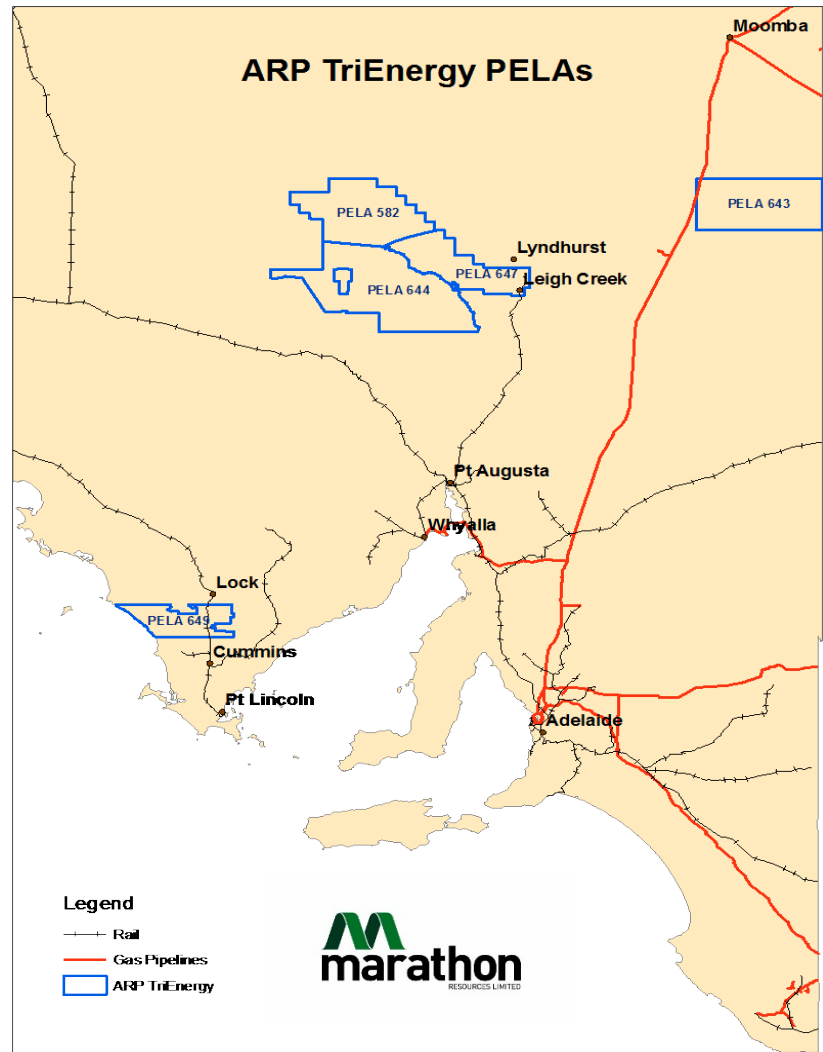 Moomba
ARP TriEnergy PELAs
PELA 582
PELA 643
Lyndhurst
PELA 647
Leigh Creek
PELA 644
Pt Augusta
Whyalla
Lock
PELA 649
Cummins
Pt Lincoln
Adelaide
Legend
Rail
Gas Pipelines
ARP TriEnergy
marathon
RESOURCES LIMITED